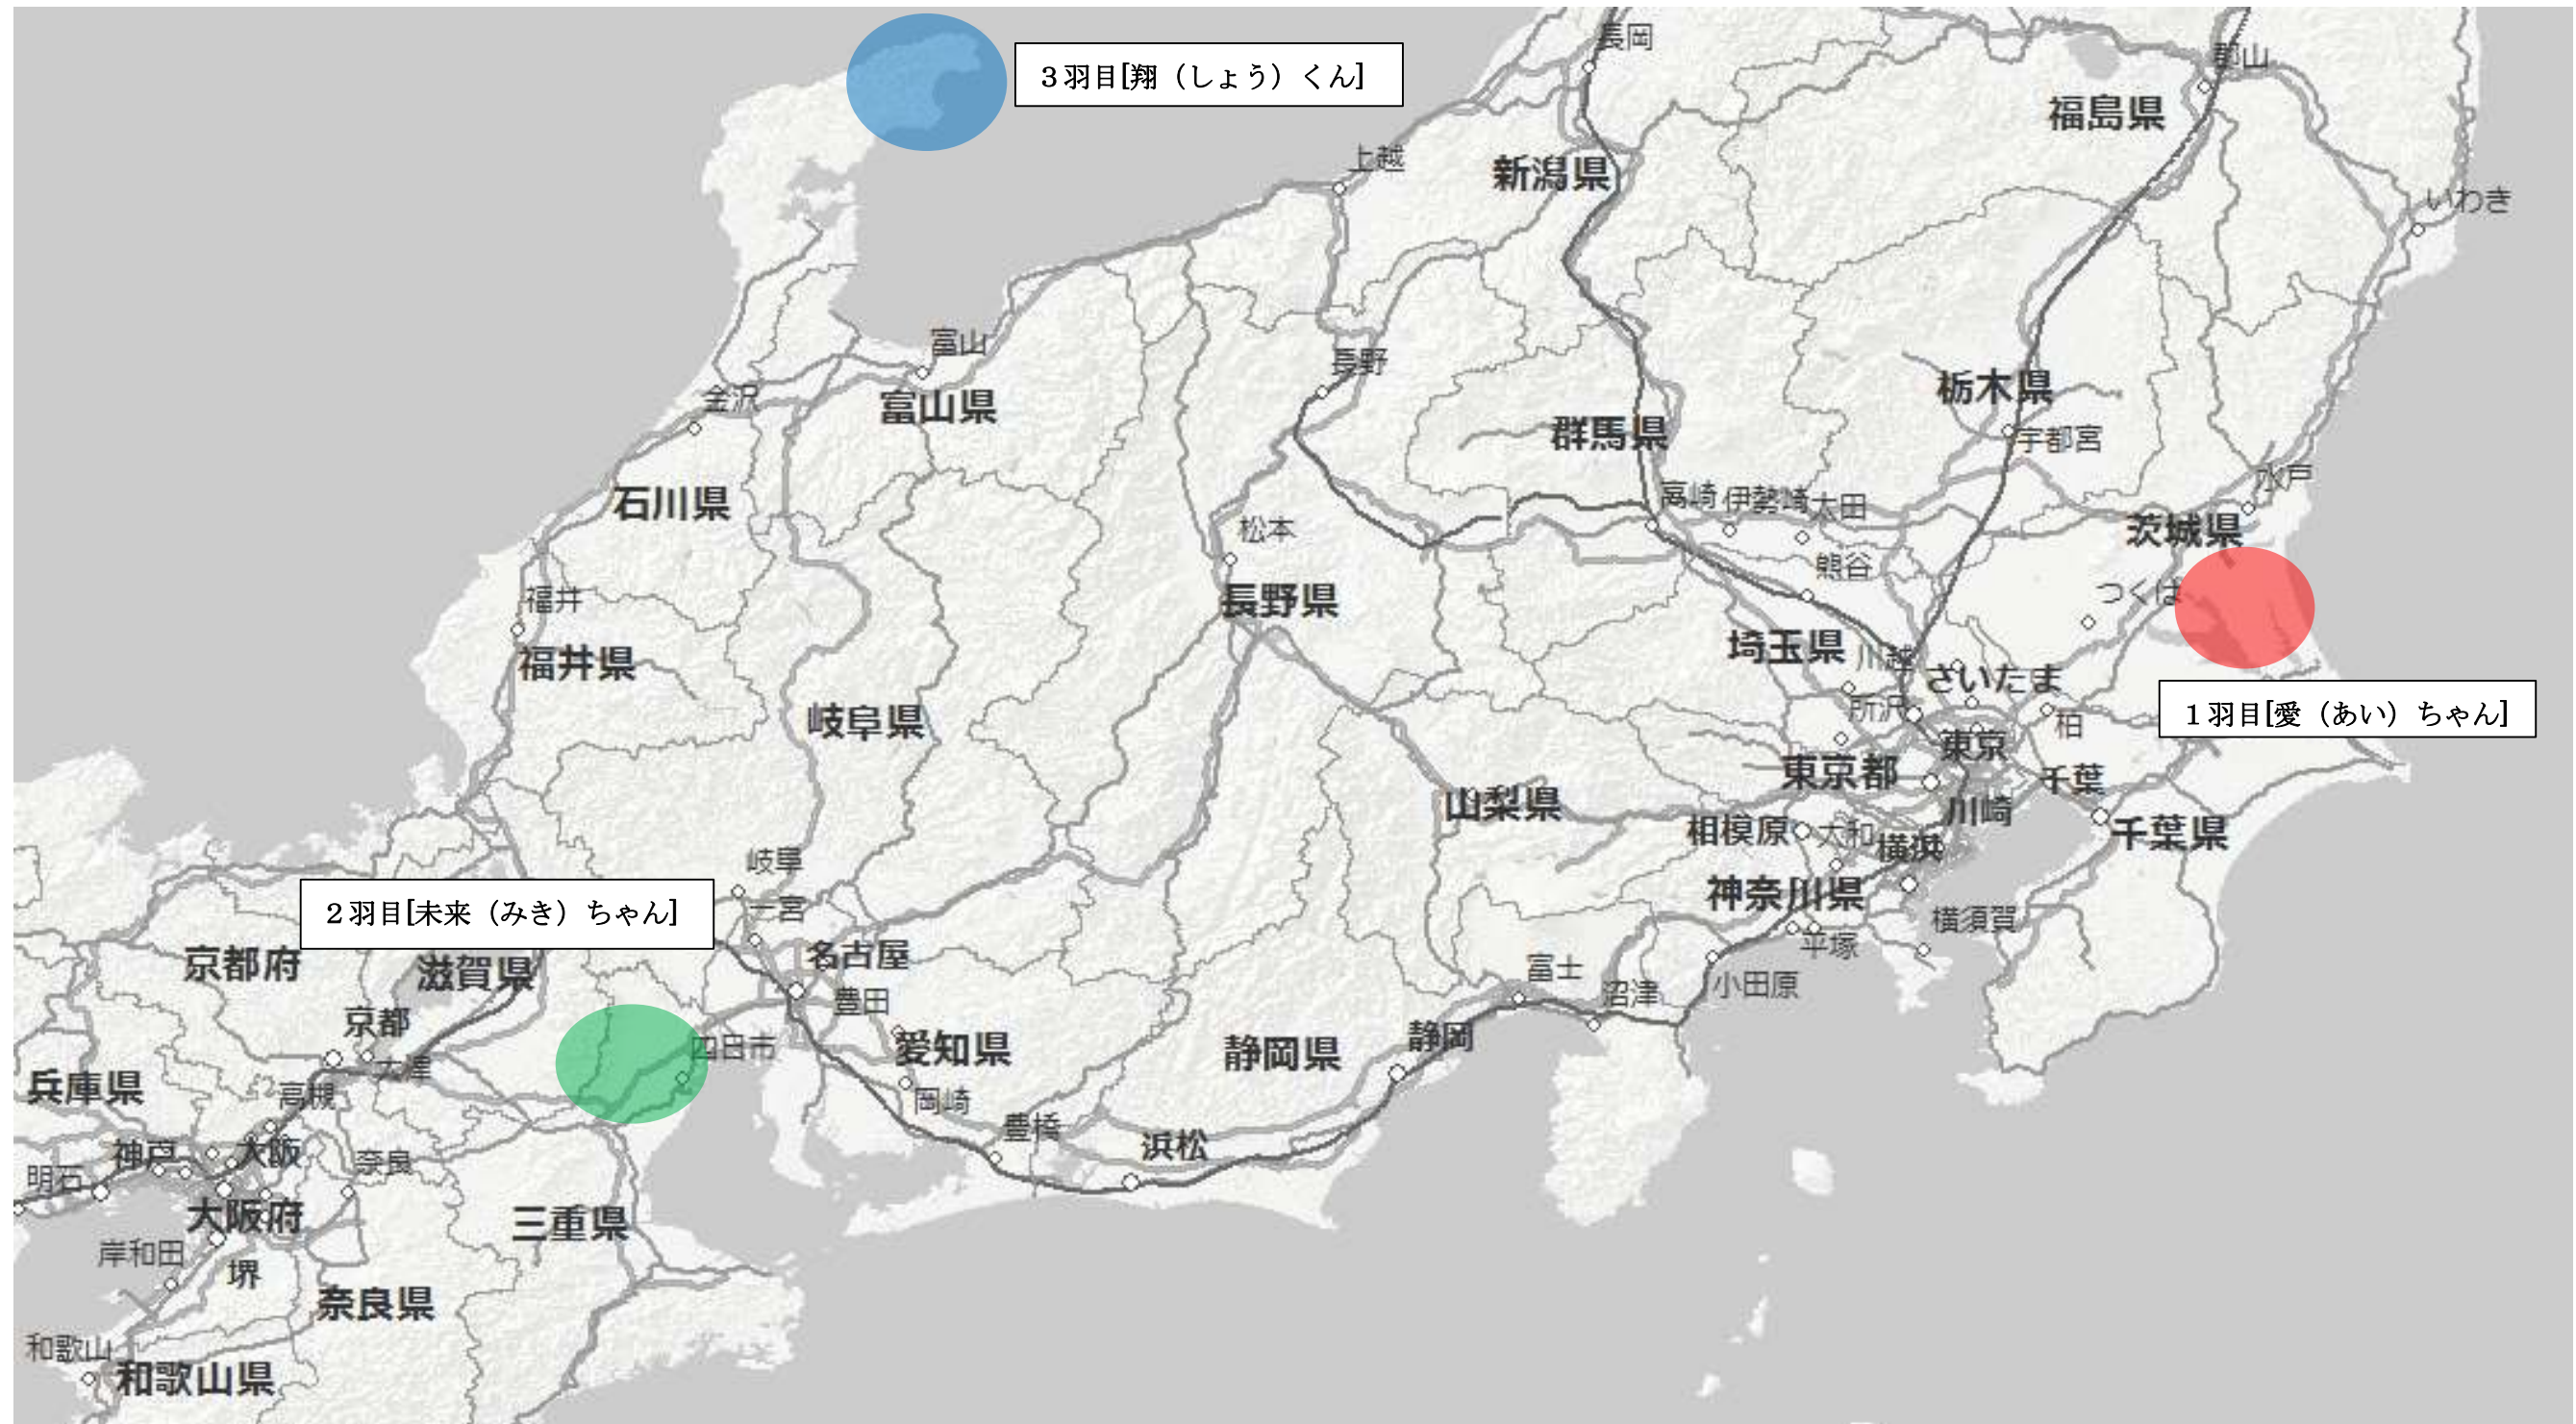 長岡
３羽目[翔（しょう）くん]
郡山
福島県
上越
新潟県
いわき
富山
長野
栃木県
金沢
富山県
群馬県
宇都宮
石川県
高崎
伊勢崎
太田
水戸
松本
茨城県
熊谷
つくば
福井
長野県
福井県
埼玉県
川越
さいたま
岐阜県
所沢
柏
１羽目[愛（あい）ちゃん]
東京
東京都
千葉
山梨県
川崎
相模原
大和
横浜
千葉県
岐阜
２羽目[未来（みき）ちゃん]
一宮
神奈川県
横須賀
名古屋
平塚
京都府
滋賀県
富士
沼津
小田原
豊田
京都
四日市
愛知県
静岡県
静岡
大津
兵庫県
高槻
岡崎
豊橋
浜松
神戸
大阪
奈良
明石
大阪府
三重県
岸和田
堺
奈良県
和歌山
和歌山県